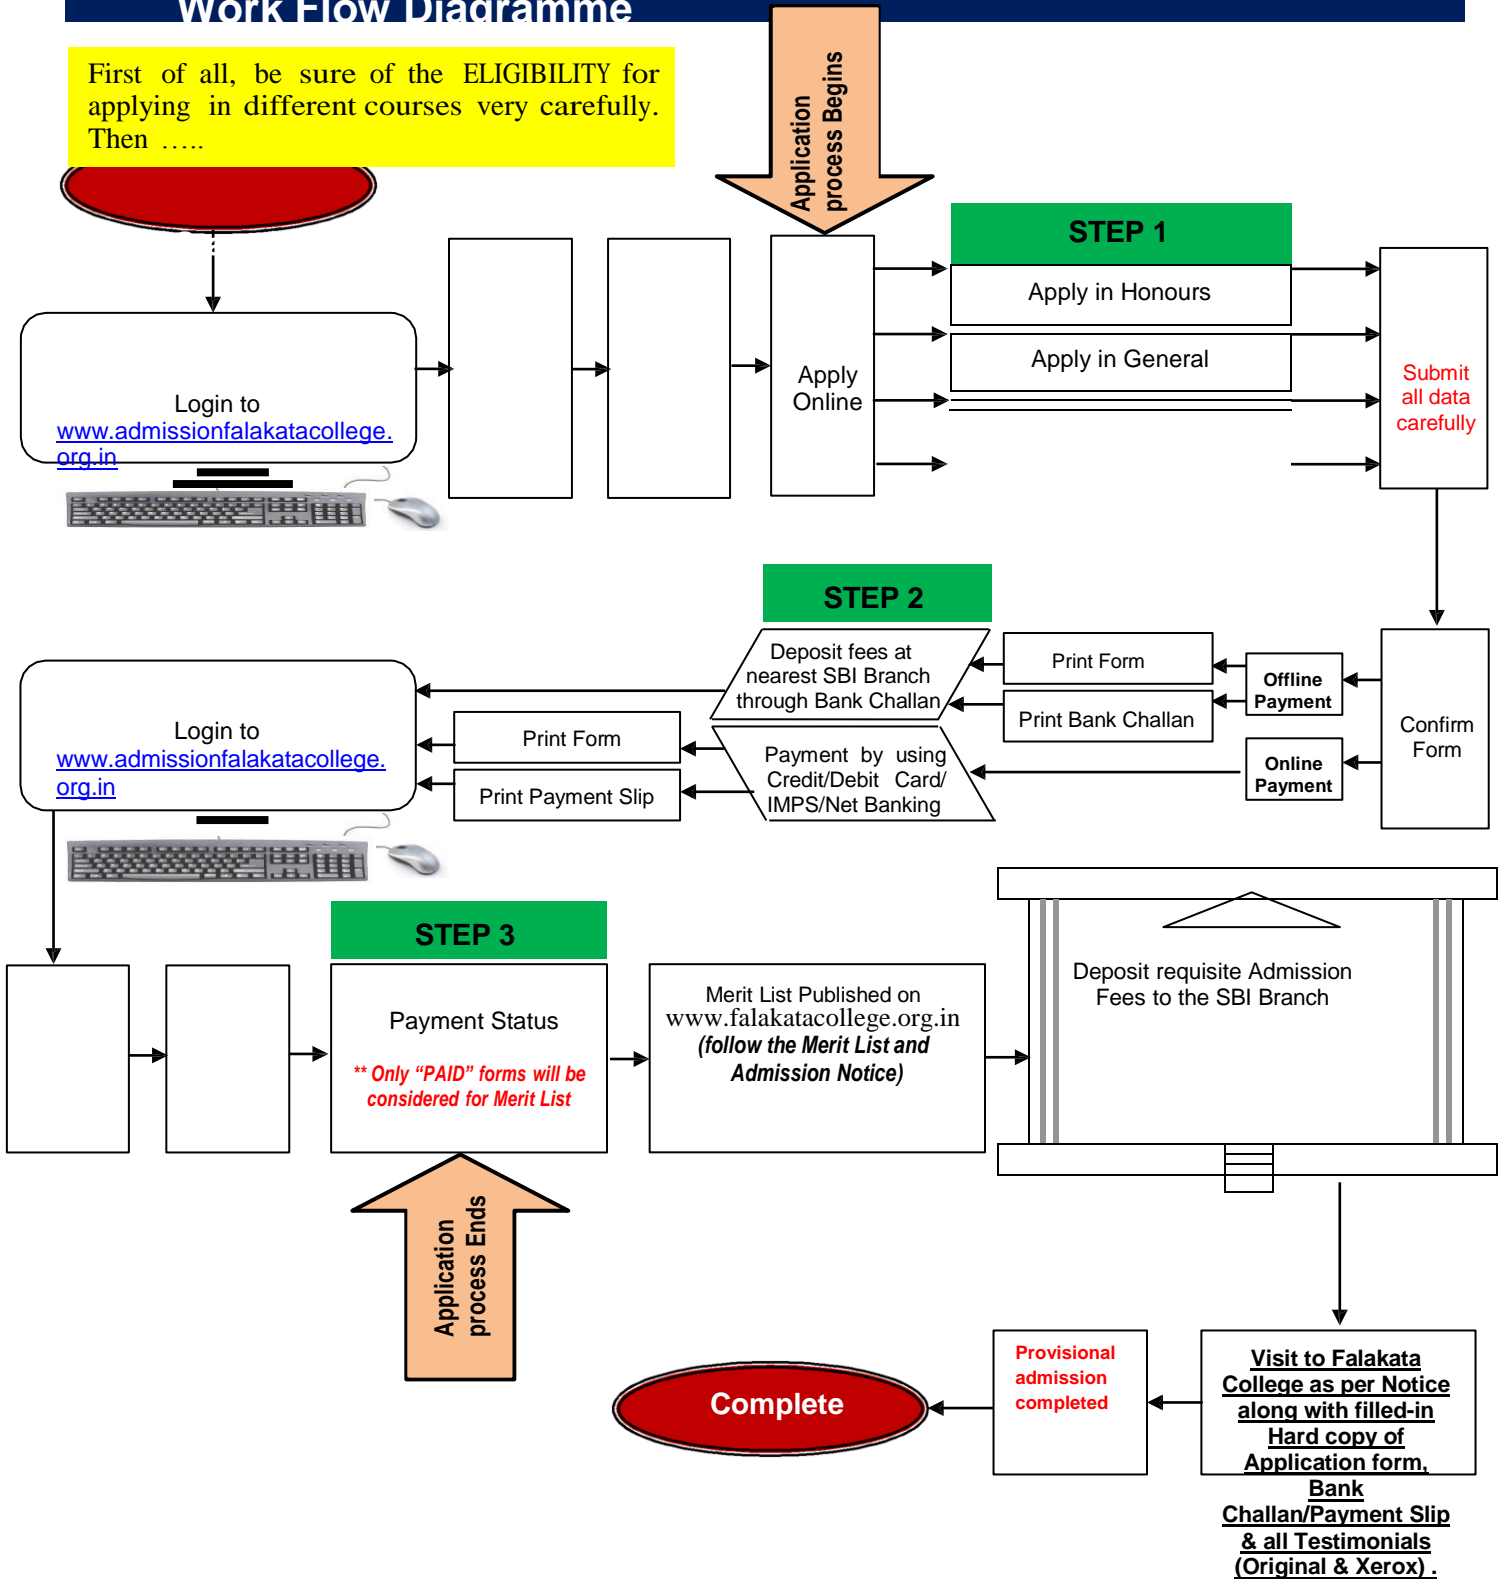 Work Flow Diagramme
First of all, be sure of the ELIGIBILITY for
applying in different courses very carefully.
Then …..
Application
process Begins
STEP 1
Apply in Honours
Apply in General
Apply
Online
Submit
all data
carefully
Login to
www.admissionfalakatacollege.
org.in
STEP 2
Deposit fees at
nearest SBI Branch
through Bank Challan
Print Form
Print Bank Challan
Offline
Payment
Confirm
Form
Online
Payment
Payment by using
Credit/Debit Card/
IMPS/Net Banking
Print Form
Print Payment Slip
Login to
www.admissionfalakatacollege.
org.in
STEP 3
Payment Status
** Only “PAID” forms will be
considered for Merit List
Merit List Published on
www.falakatacollege.org.in
(follow the Merit List and
Admission Notice)
Deposit requisite Admission
Fees to the SBI Branch
Application
process Ends
Complete
Provisional
admission
completed
Visit to Falakata
College as per Notice
along with filled-in
Hard copy of
Application form,
Bank
Challan/Payment Slip
& all Testimonials
(Original & Xerox) .